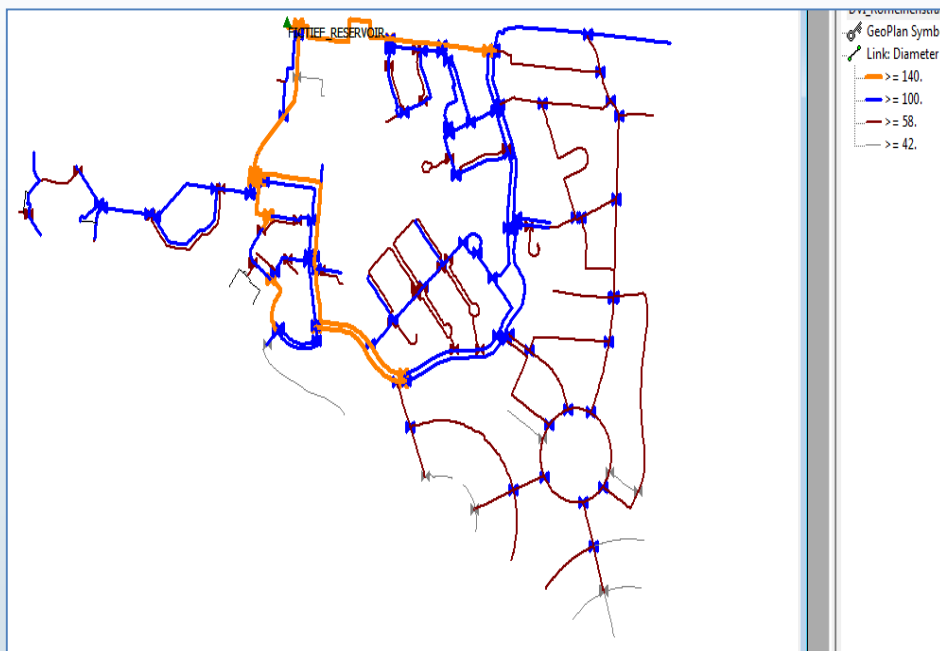 FICTIEF_RESERVOIR
GeoPlan Symb
Link: Diameter
>= 140.
>= 100.
>= 58.
>= 42.